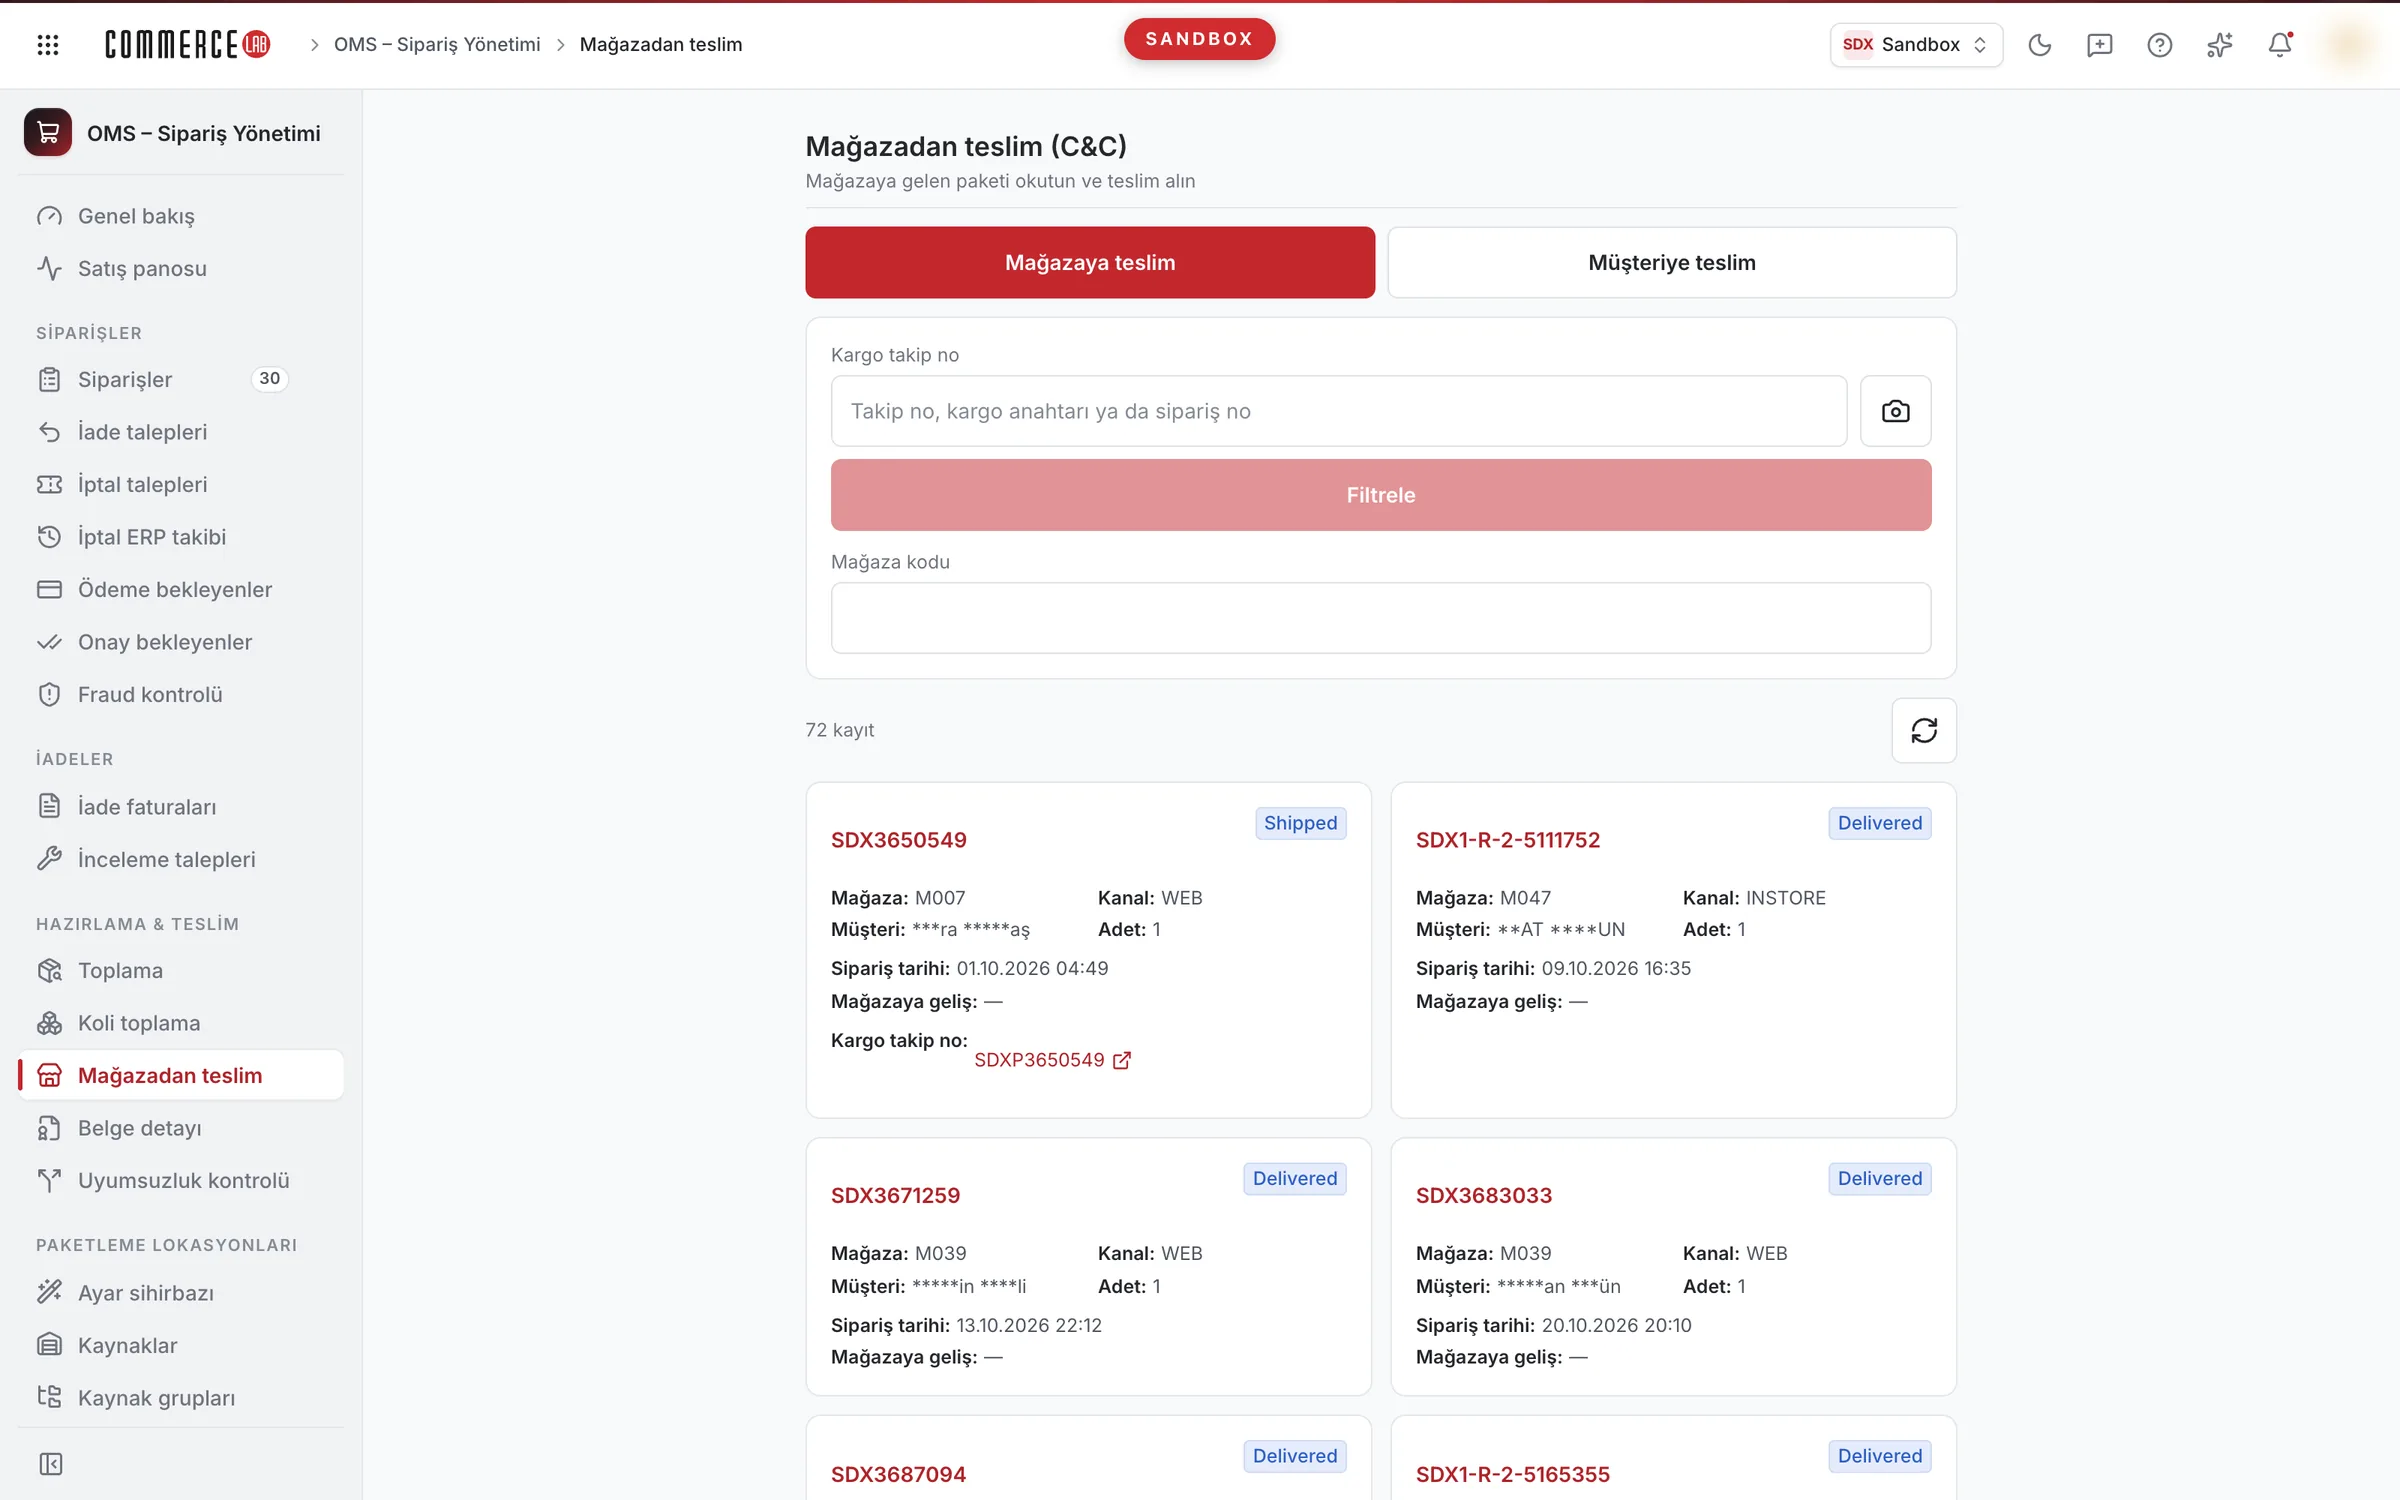 COMMERCE LAB
OMS – Sipariş Yönetimi
Mağazadan teslim
SANDBOX
SDX Sandbox
OMS – Sipariş Yönetimi
Genel bakış
Satış panosu
SİPARİŞLER
Siparişler 30
İade talepleri
İptal talepleri
İptal ERP takibi
Ödeme bekleyenler
Onay bekleyenler
Fraud kontrolü
İADELER
İade faturaları
İnceleme talepleri
HAZIRLAMA & TESLİM
Toplama
Koli toplama
Mağazadan teslim
Belge detayı
Uyumsuzluk kontrolü
PAKETLEME LOKASYONLARI
Ayar sihirbazı
Kaynaklar
Kaynak grupları
Mağazadan teslim (C&C)
Mağazaya gelen paketi okutun ve teslim alın
Mağazaya teslim
Müşteriye teslim
Kargo takip no
Takip no, kargo anahtarı ya da sipariş no
Filtrele
Mağaza kodu
72 kayıt
Shipped
SDX3650549
Mağaza: M007 Kanal: WEB
Müşteri: ***ra *****aş Adet: 1
Sipariş tarihi: 01.10.2026 04:49
Mağazaya geliş: —
Kargo takip no:
SDXP3650549
Delivered
SDX1-R-2-5111752
Mağaza: M047 Kanal: INSTORE
Müşteri: **AT ****UN Adet: 1
Sipariş tarihi: 09.10.2026 16:35
Mağazaya geliş: —
Delivered
SDX3671259
Mağaza: M039 Kanal: WEB
Müşteri: *****in ****li Adet: 1
Sipariş tarihi: 13.10.2026 22:12
Mağazaya geliş: —
Delivered
SDX3683033
Mağaza: M039 Kanal: WEB
Müşteri: *****an ***ün Adet: 1
Sipariş tarihi: 20.10.2026 20:10
Mağazaya geliş: —
Delivered
SDX3687094
Delivered
SDX1-R-2-5165355